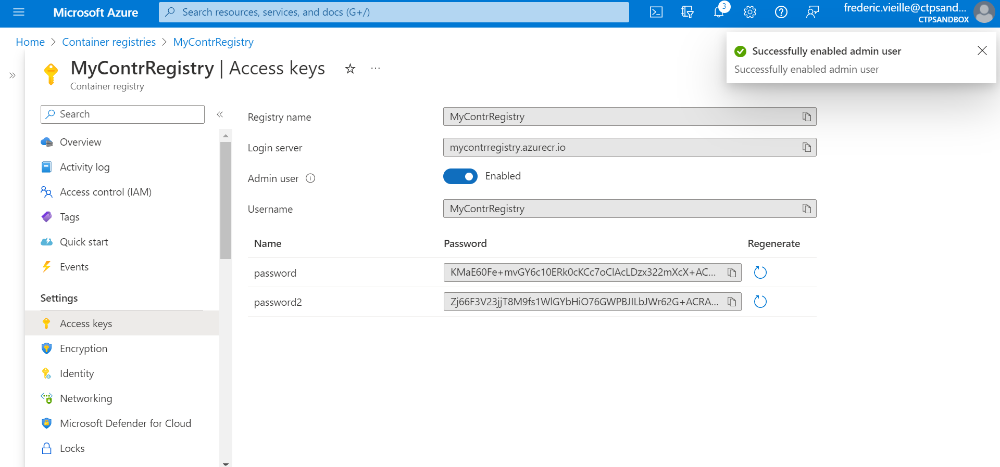 Microsoft Azure
Search resources, services, and docs (G+/)
3
frederic.vieille@ctpsand...
CTPSANDBOX
Home > Container registries > MyContrRegistry
Successfully enabled admin user
Successfully enabled admin user
MyContrRegistry | Access keys
Container registry
Search
Overview
Activity log
Access control (IAM)
Tags
Quick start
Events
Settings
Access keys
Encryption
Identity
Networking
Microsoft Defender for Cloud
Locks
Registry name
MyContrRegistry
Login server
mycontrregistry.azurecr.io
Admin user
Enabled
Username
MyContrRegistry
Name Password Regenerate
password KMaE60Fe+mvGY6c10ERk0cKCc7oClAcLDzx322mXcX+AC...
password2 Zj66F3V23jjT8M9fs1WlGYbHiO76GWPBJILbJWr62G+ACRA...